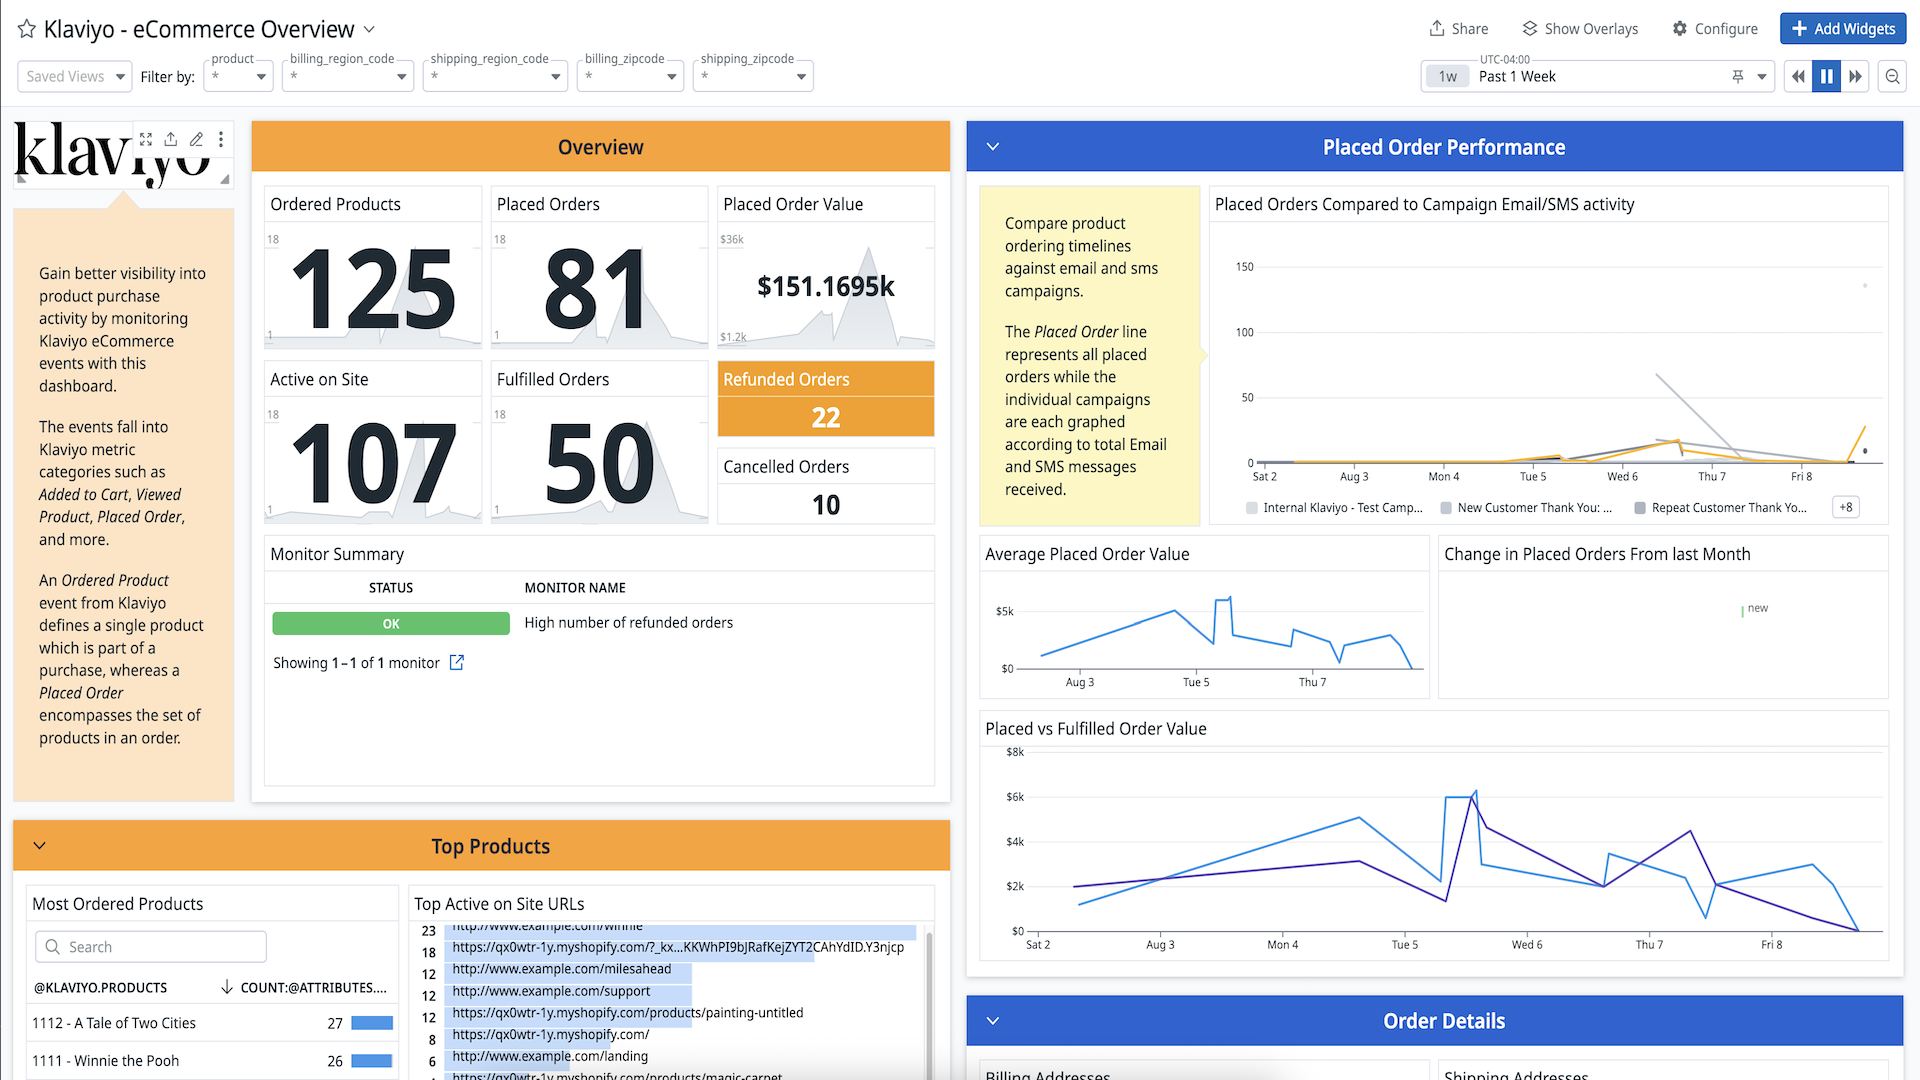 Klaviyo - eCommerce Overview
Share
Show Overlays
Configure
Add Widgets
Saved Views
Filter by:
product
*
billing_region_code
*
shipping_region_code
*
billing_zipcode
*
shipping_zipcode
*
UTC-04:00
1w
Past 1 Week
klaviyo
Gain better visibility into
product purchase
activity by monitoring
Klaviyo eCommerce
events with this
dashboard.
The events fall into
Klaviyo metric
categories such as
Added to Cart, Viewed
Product, Placed Order,
and more.
An Ordered Product
event from Klaviyo
defines a single product
which is part of a
purchase, whereas a
Placed Order
encompasses the set of
products in an order.
Overview
Ordered Products
18
125
1
Placed Orders
18
81
1
Placed Order Value
$36k
$151.1695k
$1.2k
Active on Site
18
107
1
Fulfilled Orders
18
50
1
Refunded Orders
22
Cancelled Orders
10
Monitor Summary
STATUS
MONITOR NAME
OK
High number of refunded orders
Showing 1–1 of 1 monitor
Top Products
Most Ordered Products
Search
@KLAVIYO.PRODUCTS
COUNT:@ATTRIBUTES....
1112 - A Tale of Two Cities
27
1111 - Winnie the Pooh
26
Top Active on Site URLs
23 http://www.example.com/winnie
18 https://qx0wtr-1y.myshopify.com/?_kx...KKWhPI9bJRafKejZYT2CAhYdID.Y3njcp
12 http://www.example.com/milesahead
12 http://www.example.com/support
12 https://qx0wtr-1y.myshopify.com/products/painting-untitled
8 https://qx0wtr-1y.myshopify.com/
6 http://www.example.com/landing
https://qx0wtr-1y.myshopify.com/products/magic-carpet
Placed Order Performance
Compare product
ordering timelines
against email and sms
campaigns.
The Placed Order line
represents all placed
orders while the
individual campaigns
are each graphed
according to total Email
and SMS messages
received.
Placed Orders Compared to Campaign Email/SMS activity
150
100
50
0
Sat 2
Aug 3
Mon 4
Tue 5
Wed 6
Thu 7
Fri 8
Internal Klaviyo - Test Camp...
New Customer Thank You: ...
Repeat Customer Thank Yo...
+8
Average Placed Order Value
$5k
$0
Aug 3
Tue 5
Thu 7
Change in Placed Orders From last Month
new
Placed vs Fulfilled Order Value
$8k
$6k
$4k
$2k
$0
Sat 2
Aug 3
Mon 4
Tue 5
Wed 6
Thu 7
Fri 8
Order Details
Billing Addresses
Shipping Addresses